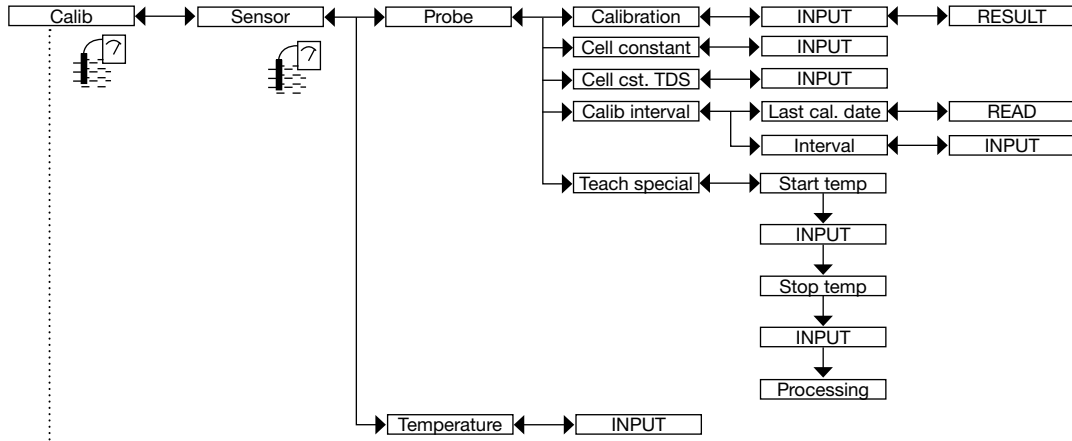 Calib Sensor Probe Calibration INPUT RESULT
Cell constant INPUT
Cell cst. TDS INPUT
Calib interval Last cal. date READ
Interval INPUT
Teach special Start temp
INPUT
Stop temp
INPUT
Processing
Temperature INPUT